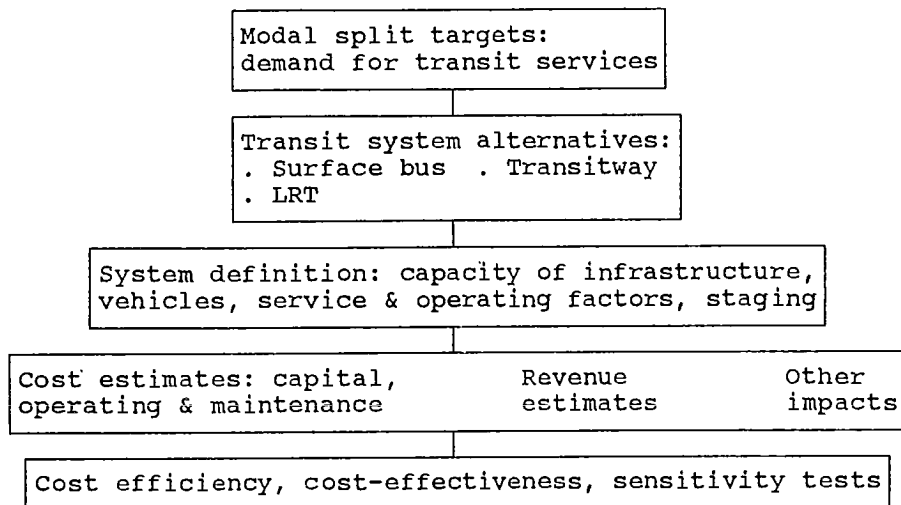 Modal split targets:
demand for transit services
Transit system alternatives:
. Surface bus . Transitway
. LRT
System definition: capacity of infrastructure,
vehicles, service & operating factors, staging
Cost estimates: capital, Revenue Other
operating & maintenance estimates impacts
Cost efficiency, cost-effectiveness, sensitivity tests